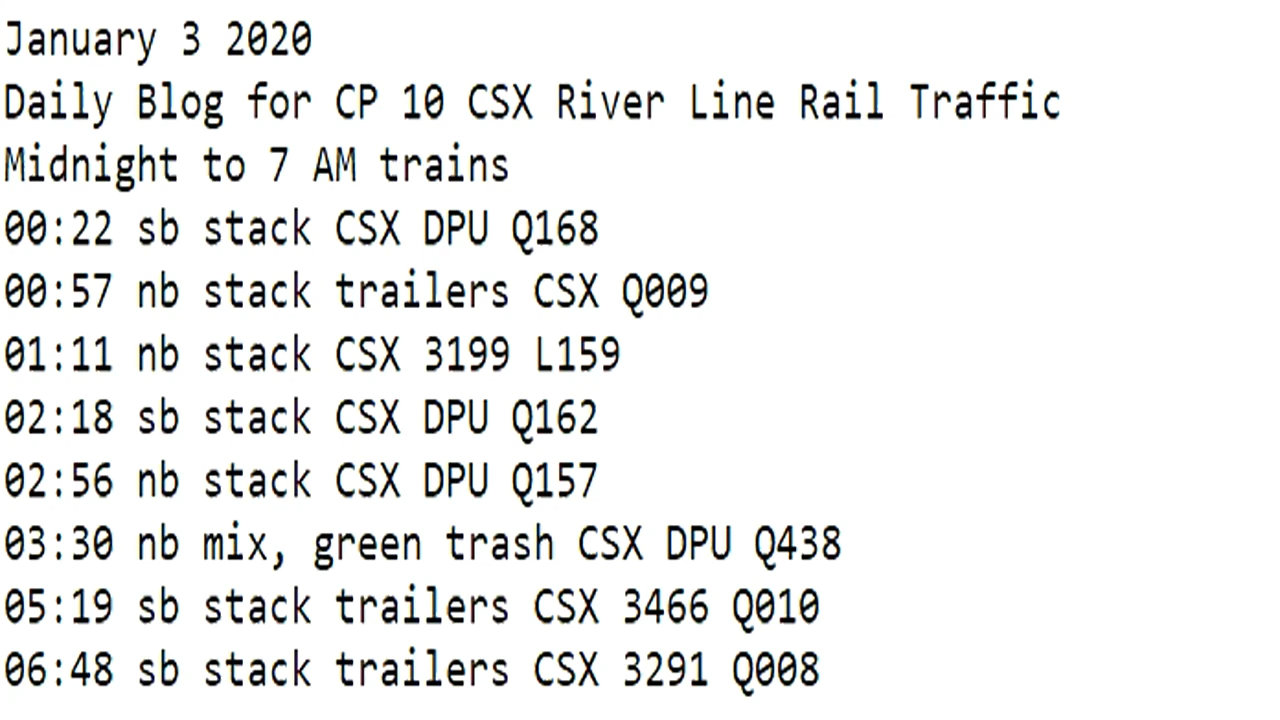 January 3 2020
Daily Blog for CP 10 CSX River Line Rail Traffic
Midnight to 7 AM trains
00:22 sb stack CSX DPU Q168
00:57 nb stack trailers CSX Q009
01:11 nb stack CSX 3199 L159
02:18 sb stack CSX DPU Q162
02:56 nb stack CSX DPU Q157
03:30 nb mix, green trash CSX DPU Q438
05:19 sb stack trailers CSX 3466 Q010
06:48 sb stack trailers CSX 3291 Q008